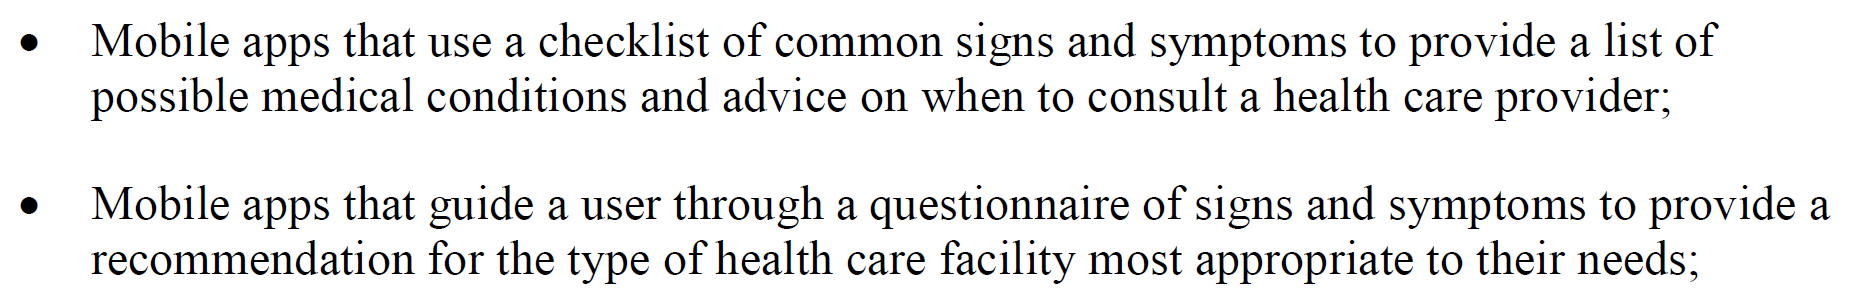 • Mobile apps that use a checklist of common signs and symptoms to provide a list of
possible medical conditions and advice on when to consult a health care provider;
• Mobile apps that guide a user through a questionnaire of signs and symptoms to provide a
recommendation for the type of health care facility most appropriate to their needs;